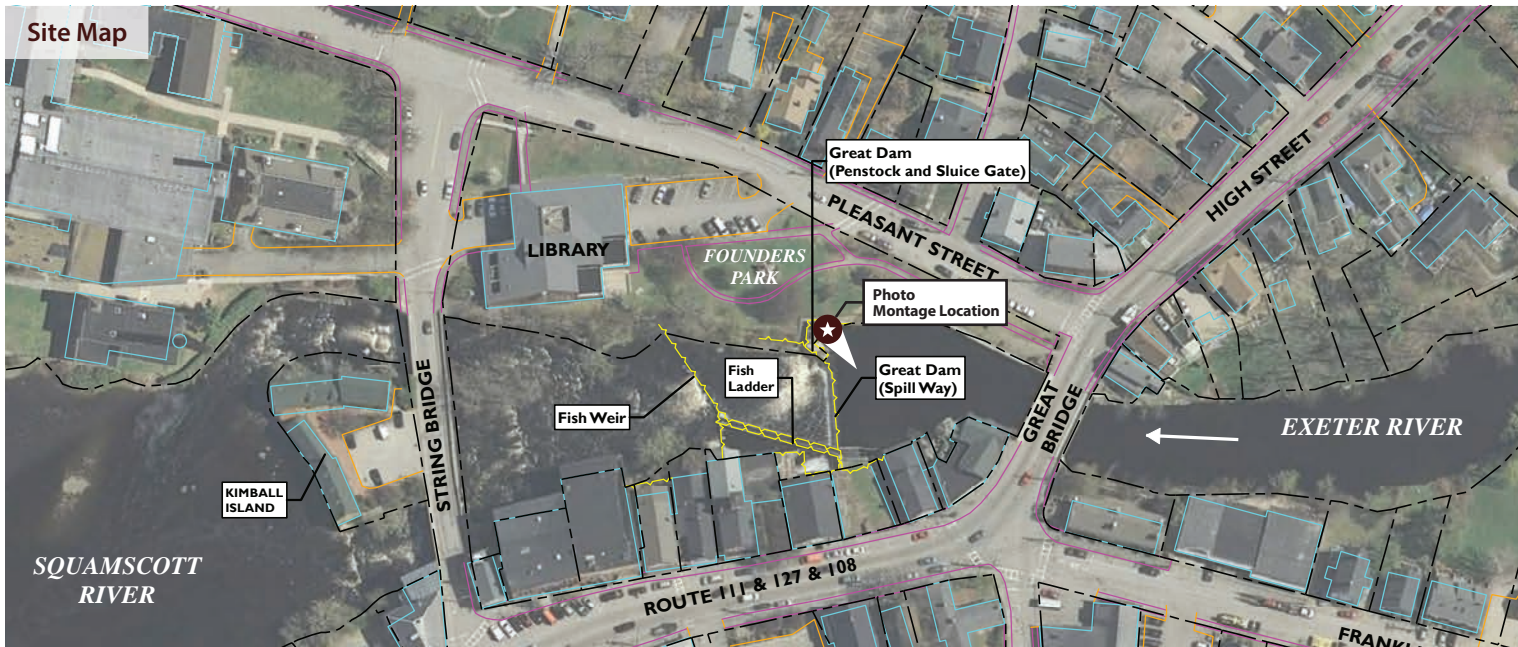 Site Map
Great Dam
(Penstock and Sluice Gate)
HIGH STREET
PLEASANT STREET
LIBRARY
FOUNDERS
PARK
Photo
Montage Location
STRING BRIDGE
Fish
Ladder
Great Dam
(Spill Way)
Fish Weir
GREAT
BRIDGE
EXETER RIVER
KIMBALL
ISLAND
SQUAMSCOTT
RIVER
ROUTE 111 & 127 & 108
FRANKL